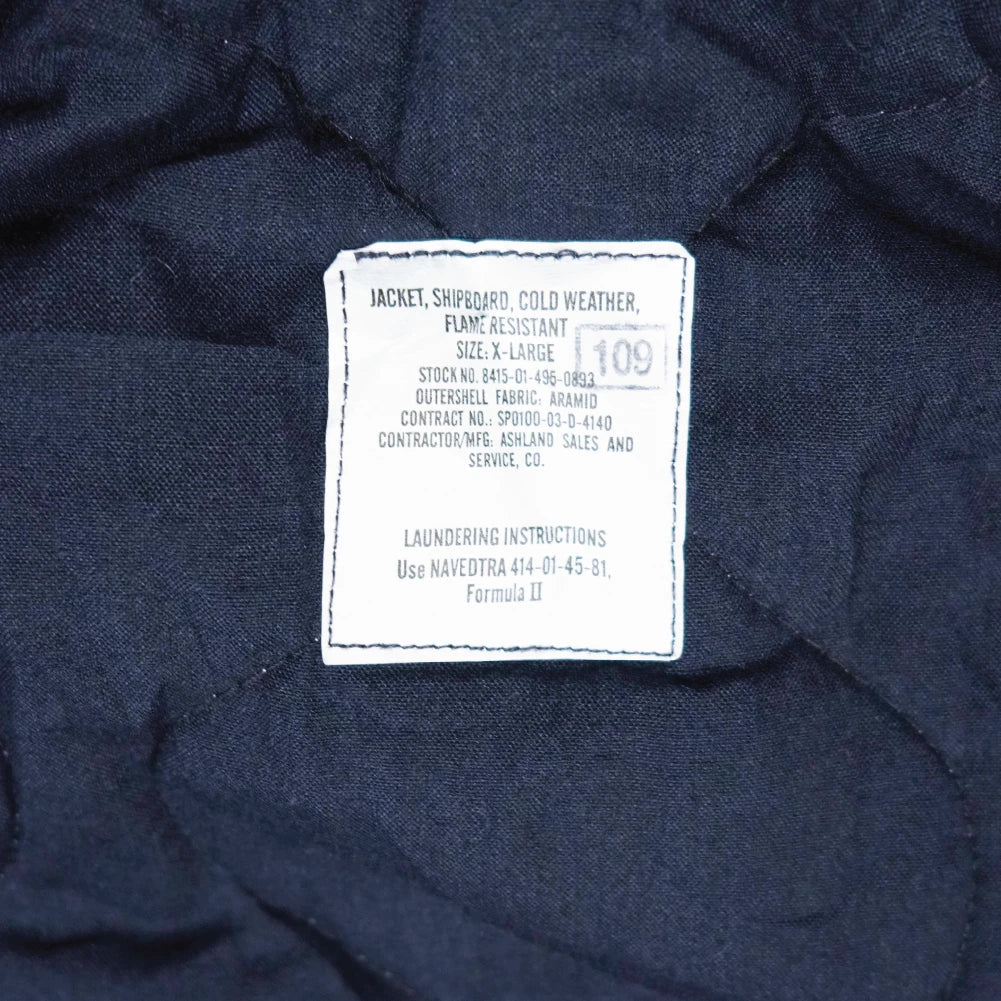 JACKET, SHIPBOARD, COLD WEATHER,
FLAME RESISTANT
SIZE: X-LARGE
109
STOCK NO. 8415-01-495-0893
OUTERSHELL FABRIC: ARAMID
CONTRACT NO.: SP0100-03-D-4140
CONTRACTOR/MFG: ASHLAND SALES AND
SERVICE, CO.
LAUNDERING INSTRUCTIONS
Use NAVEDTRA 414-01-45-81,
Formula II